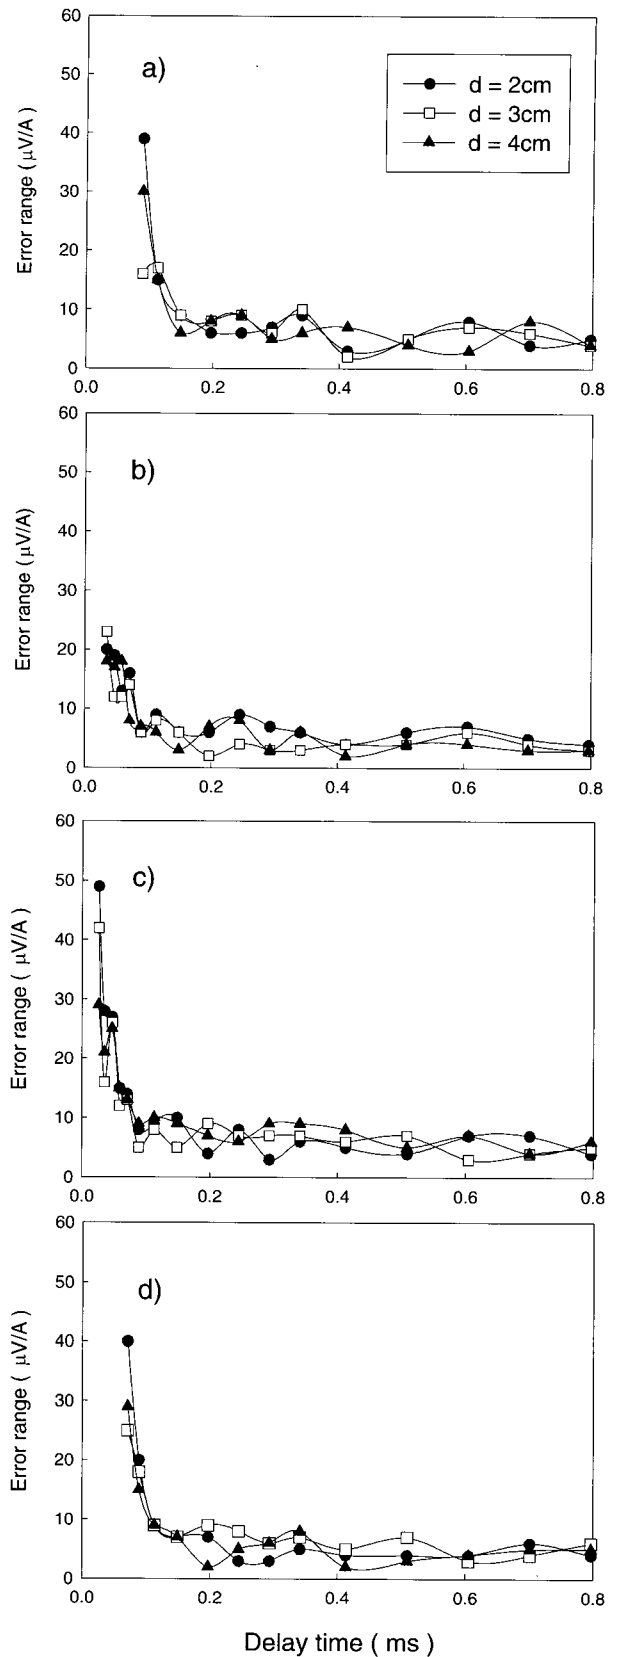 60
a)
d = 2cm
50
d = 3cm
d = 4cm
40
Error range ( μV/A )
30
20
10
0
0.0 0.2 0.4 0.6 0.8
60
b)
50
40
Error range ( μV/A)
30
20
10
0
0.0 0.2 0.4 0.6 0.8
60
c)
50
40
Error range ( μV/A )
30
20
10
0
0.0 0.2 0.4 0.6 0.8
60
d)
50
40
Error range ( μV/A )
30
20
10
0
0.0 0.2 0.4 0.6 0.8
Delay time ( ms )